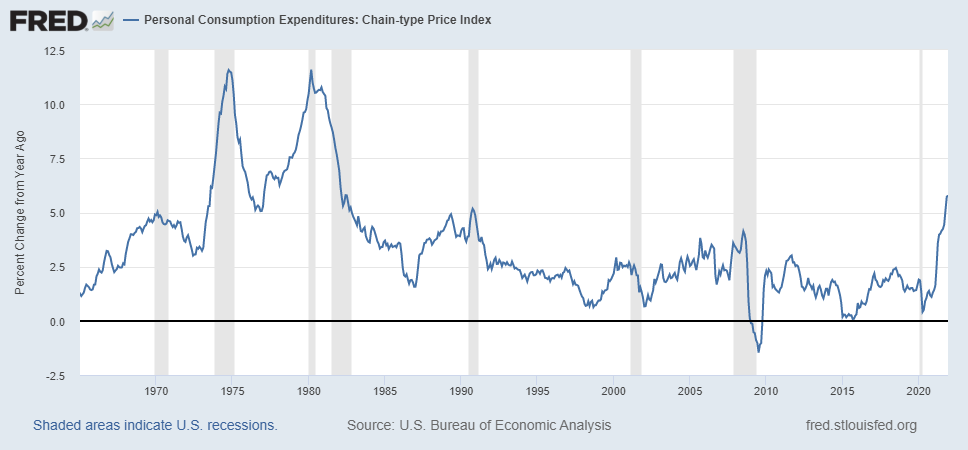 FRED
Personal Consumption Expenditures: Chain-type Price Index
Percent Change from Year Ago
12.5
10.0
7.5
5.0
2.5
0.0
-2.5
1970 1975 1980 1985 1990 1995 2000 2005 2010 2015 2020
Shaded areas indicate U.S. recessions. Source: U.S. Bureau of Economic Analysis fred.stlouisfed.org